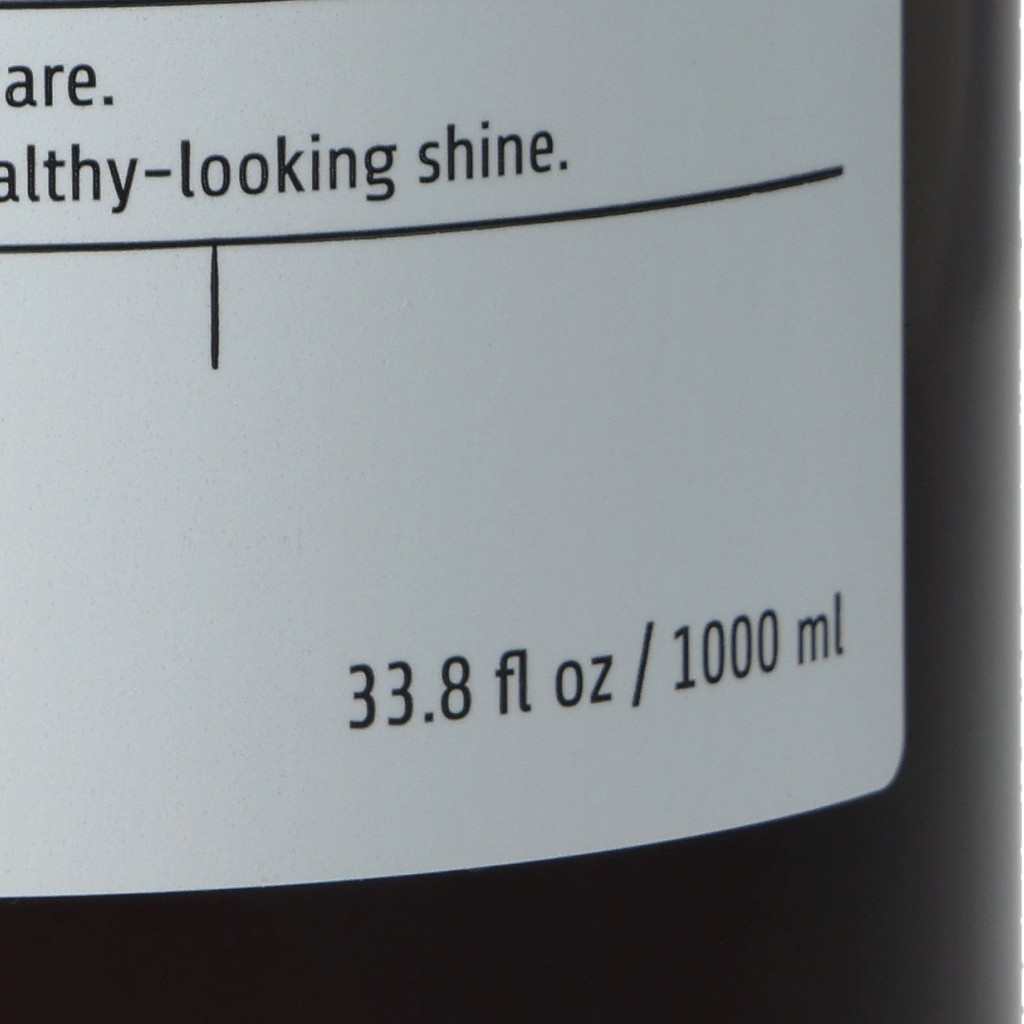 are.
althy-looking shine.
33.8 fl oz / 1000 ml